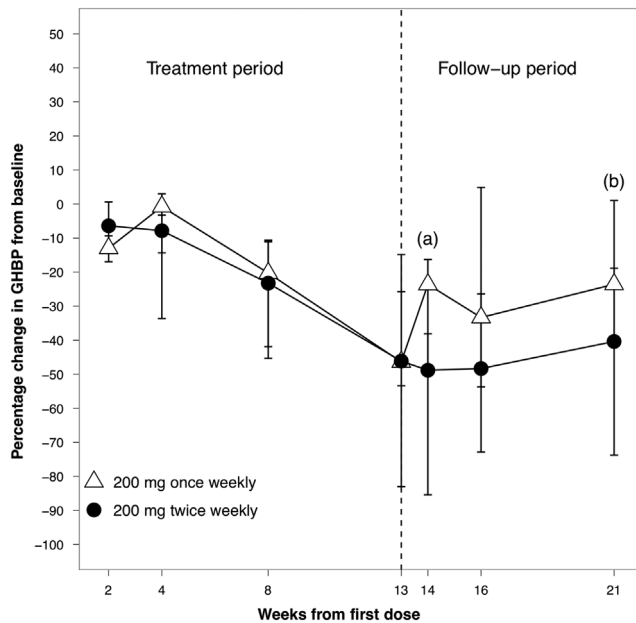 Treatment period
Follow-up period
Percentage change in GHBP from baseline
50
40
30
20
10
0
-10
-20
-30
-40
-50
-60
-70
-80
-90
-100
(a)
(b)
200 mg once weekly
200 mg twice weekly
2 4 8 13 14 16 21
Weeks from first dose